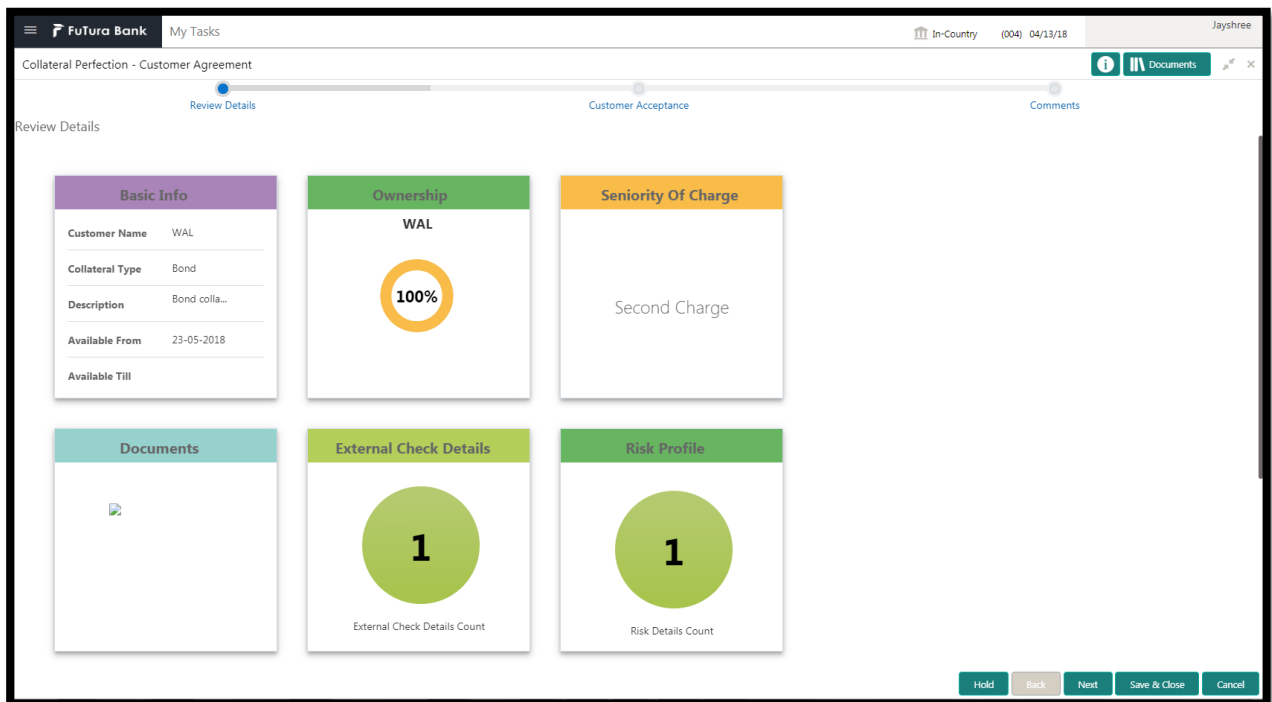 FuTura Bank My Tasks In-Country (004) 04/13/18 Jayshree
Collateral Perfection - Customer Agreement i Documents
Review Details Customer Acceptance Comments
Review Details
Basic Info
Customer Name WAL
Collateral Type Bond
Description Bond colla...
Available From 23-05-2018
Available Till
Ownership
WAL
100%
Seniority Of Charge
Second Charge
Documents
External Check Details
1
External Check Details Count
Risk Profile
1
Risk Details Count
Hold Back Next Save & Close Cancel